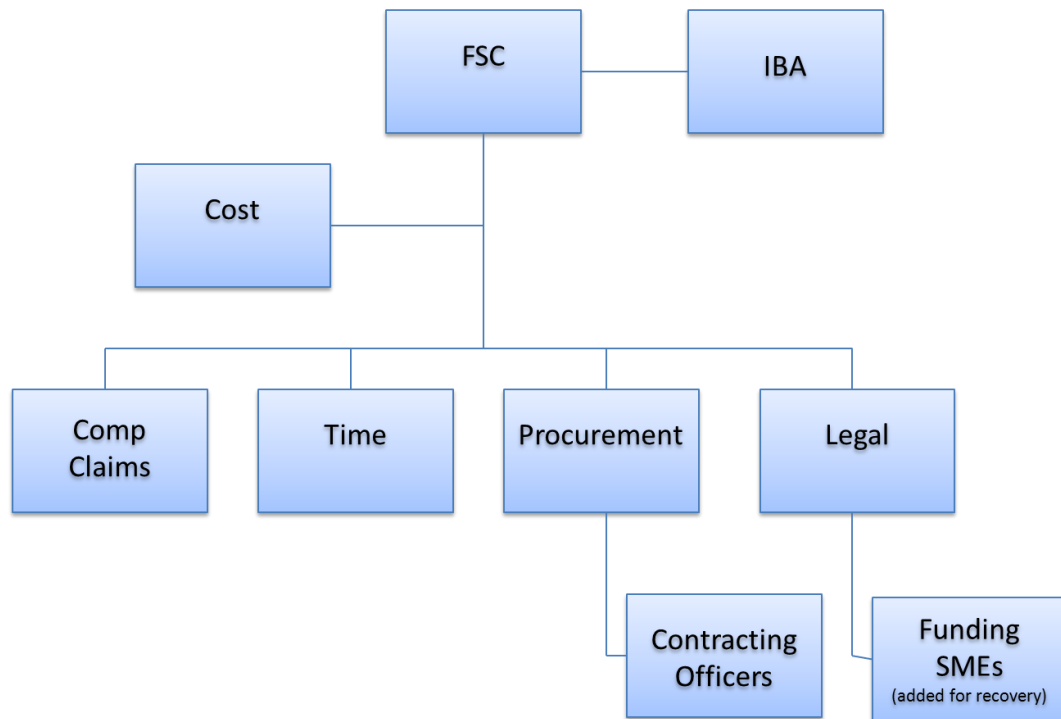 FSC
IBA
Cost
Comp
Claims
Time
Procurement
Legal
Contracting
Officers
Funding
SMEs
(added for recovery)